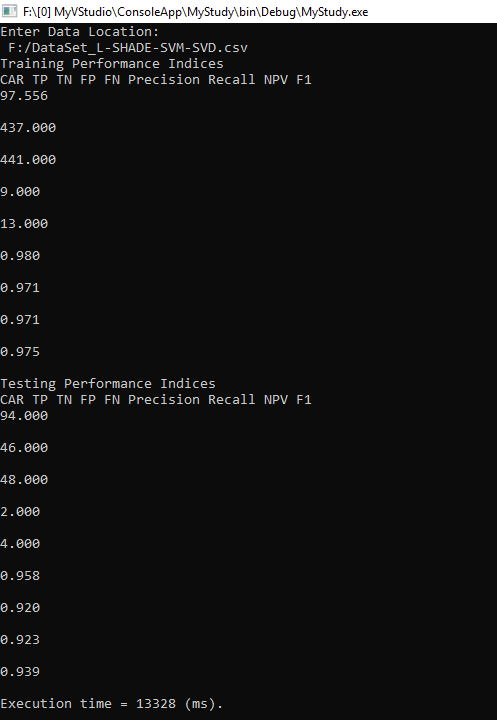 F:\[0] MyVStudio\ConsoleApp\MyStudy\bin\Debug\MyStudy.exe
Enter Data Location:
F:/DataSet_L-SHADE-SVM-SVD.csv
Training Performance Indices
CAR TP TN FP FN Precision Recall NPV F1
97.556
437.000
441.000
9.000
13.000
0.980
0.971
0.971
0.975
Testing Performance Indices
CAR TP TN FP FN Precision Recall NPV F1
94.000
46.000
48.000
2.000
4.000
0.958
0.920
0.923
0.939
Execution time = 13328 (ms).